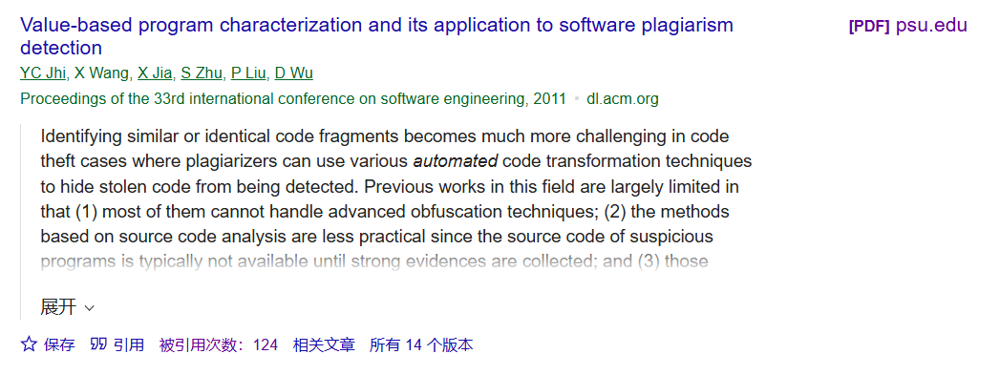 Value-based program characterization and its application to software plagiarism
detection
[PDF] psu.edu
YC Jhi, X Wang, X Jia, S Zhu, P Liu, D Wu
Proceedings of the 33rd international conference on software engineering, 2011 • dl.acm.org
Identifying similar or identical code fragments becomes much more challenging in code
theft cases where plagiarizers can use various automated code transformation techniques
to hide stolen code from being detected. Previous works in this field are largely limited in
that (1) most of them cannot handle advanced obfuscation techniques; (2) the methods
based on source code analysis are less practical since the source code of suspicious
programs is typically not available until strong evidences are collected; and (3) those
展开
保存 引用 被引用次数：124 相关文章 所有 14 个版本